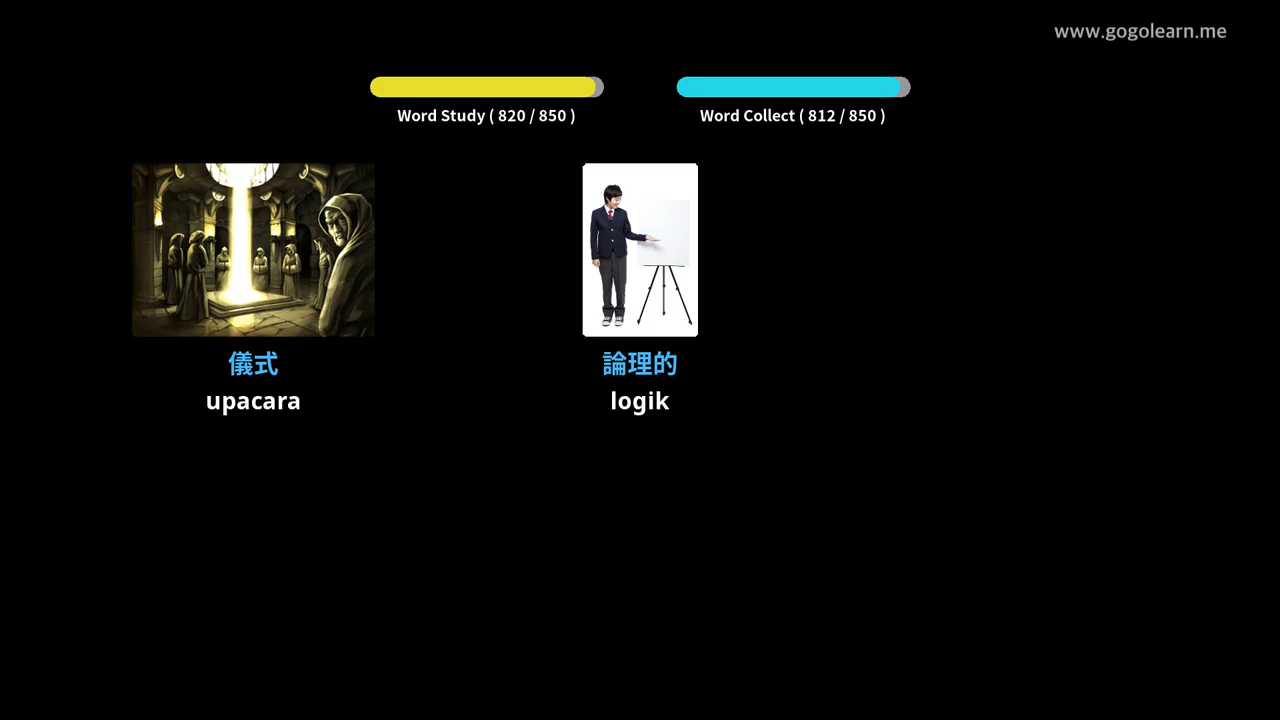 www.gogolearn.me
Word Study ( 820 / 850 )
Word Collect ( 812 / 850 )
儀式
upacara
論理的
logik